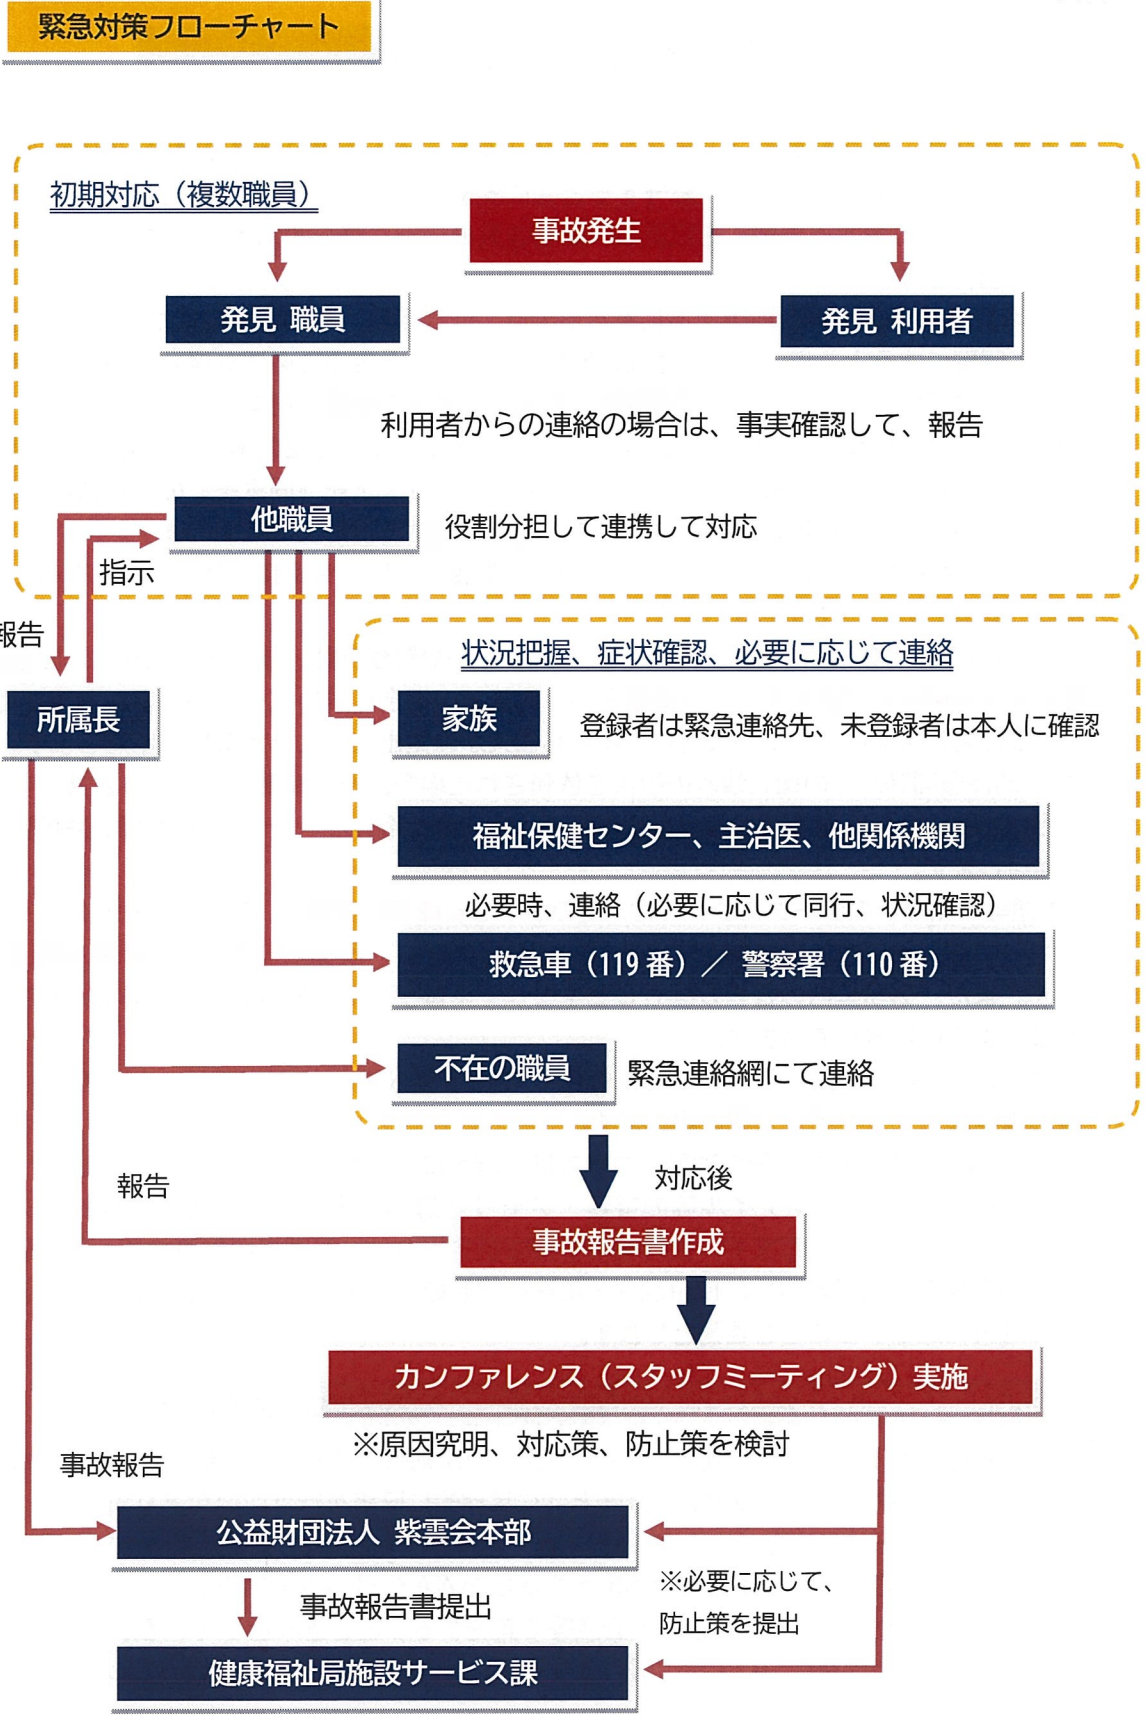 緊急対策フローチャート
初期対応（複数職員）
事故発生
発見 職員
発見 利用者
利用者からの連絡の場合は、事実確認して、報告
他職員
役割分担して連携して対応
指示
報告
状況把握、症状確認、必要に応じて連絡
所属長
家族
登録者は緊急連絡先、未登録者は本人に確認
福祉保健センター、主治医、他関係機関
必要時、連絡（必要に応じて同行、状況確認）
救急車（119 番）／ 警察署（110 番）
不在の職員
緊急連絡網にて連絡
対応後
報告
事故報告書作成
カンファレンス（スタッフミーティング）実施
※原因究明、対応策、防止策を検討
事故報告
公益財団法人 紫雲会本部
※必要に応じて、
防止策を提出
事故報告書提出
健康福祉局施設サービス課